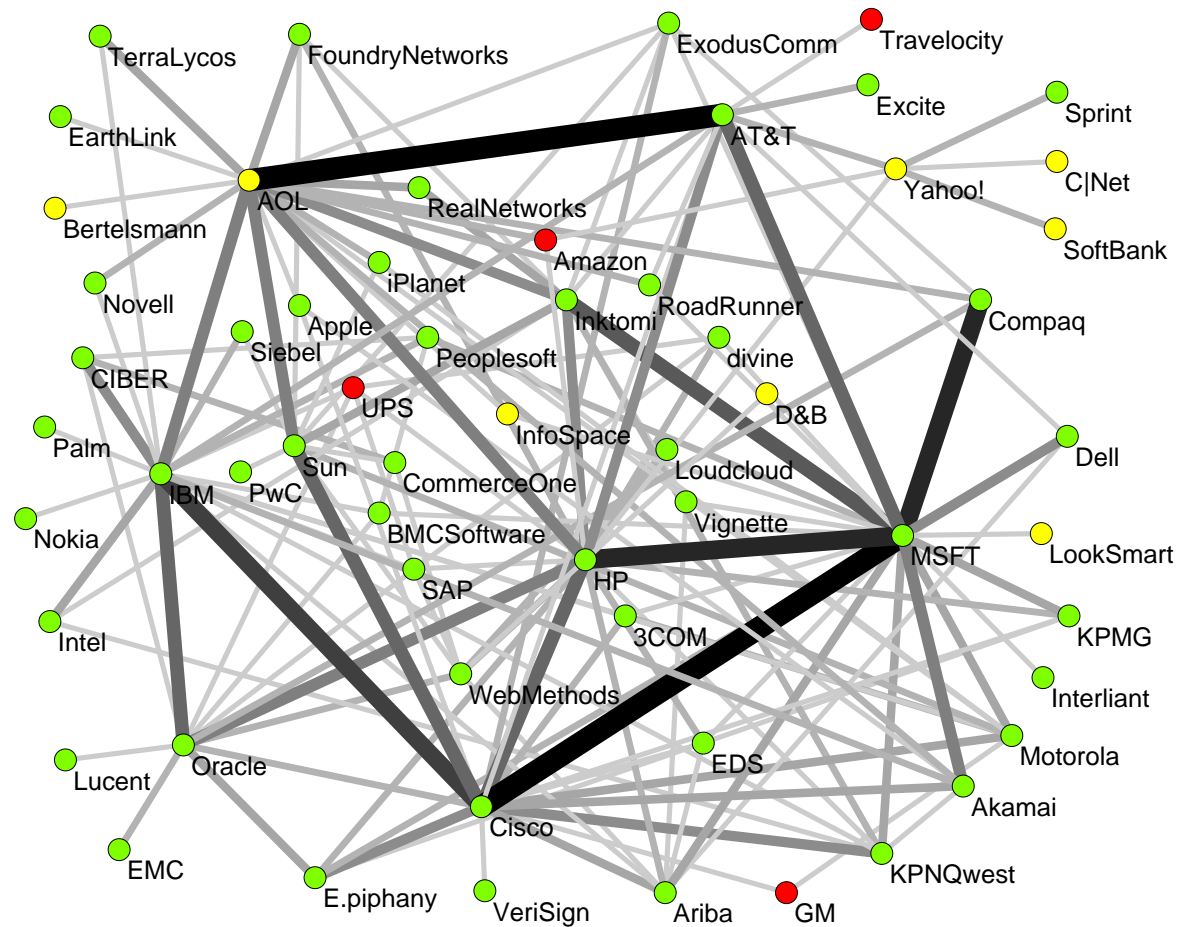 ExodusComm
Travelocity
TerraLycos
FoundryNetworks
Excite
Sprint
EarthLink
AT&T
C|Net
Yahoo!
AOL
RealNetworks
Bertelsmann
SoftBank
Amazon
iPlanet
Novell
RoadRunner
Apple
Inktomi
Compaq
Siebel
Peoplesoft
divine
CIBER
UPS
D&B
InfoSpace
Palm
Dell
Sun
Loudcloud
CommerceOne
IBM
PwC
Vignette
BMCSoftware
Nokia
MSFT
LookSmart
HP
SAP
Intel
3COM
KPMG
WebMethods
Interliant
Motorola
Oracle
EDS
Lucent
Akamai
Cisco
EMC
KPNQwest
E.piphany
VeriSign
Ariba
GM